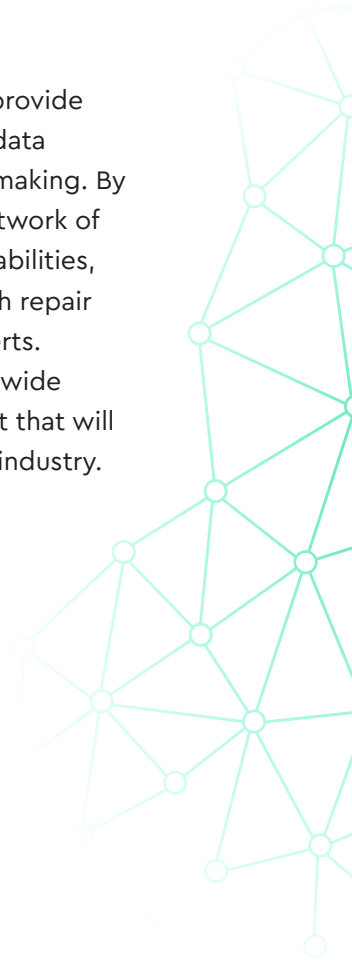 provide
data
making. By
twork of
abilities,
h repair
rts.
wide
t that will
industry.